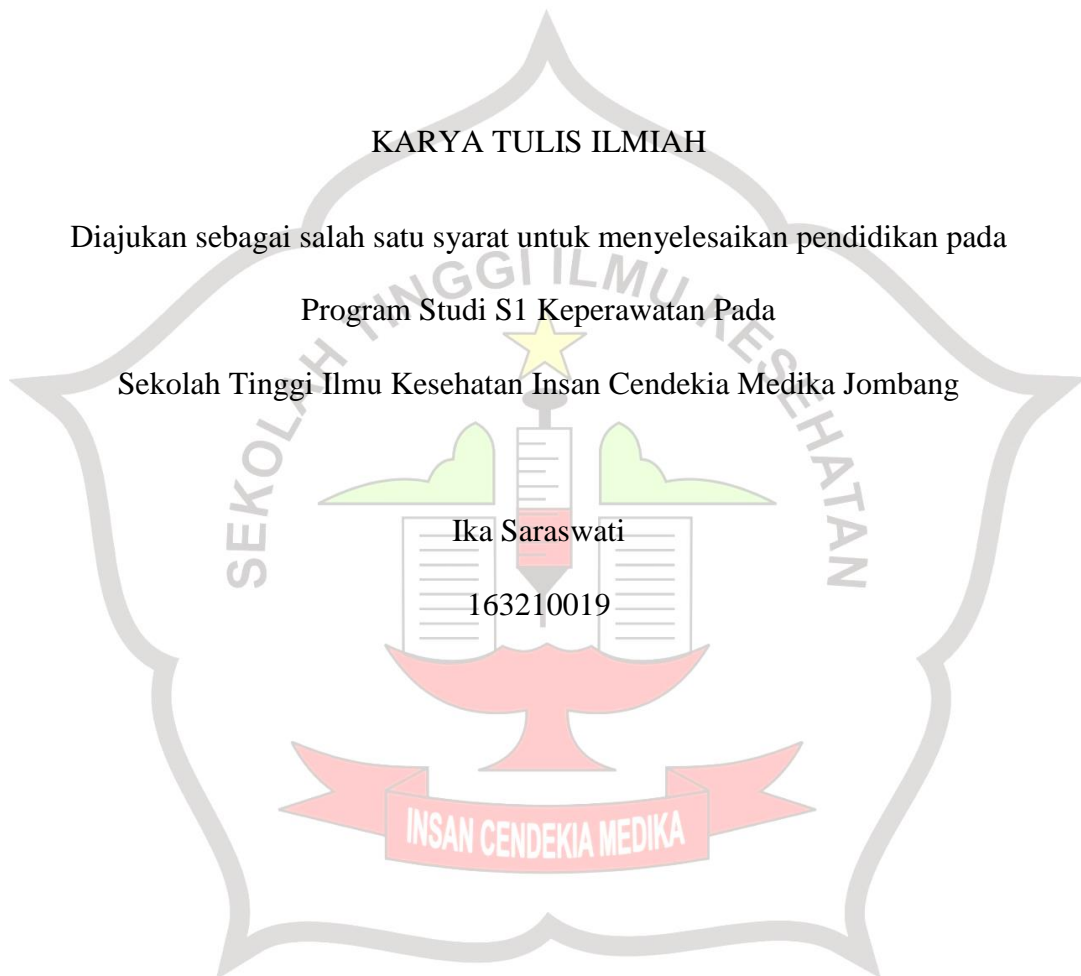 KARYA TULIS ILMIAH
Diajukan sebagai salah satu syarat untuk menyelesaikan pendidikan pada
Program Studi S1 Keperawatan Pada
Sekolah Tinggi Ilmu Kesehatan Insan Cendekia Medika Jombang
Ika Saraswati
163210019
SEKOLAH TINGGI ILMU KESEHATAN
INSAN CENDEKIA MEDIKA